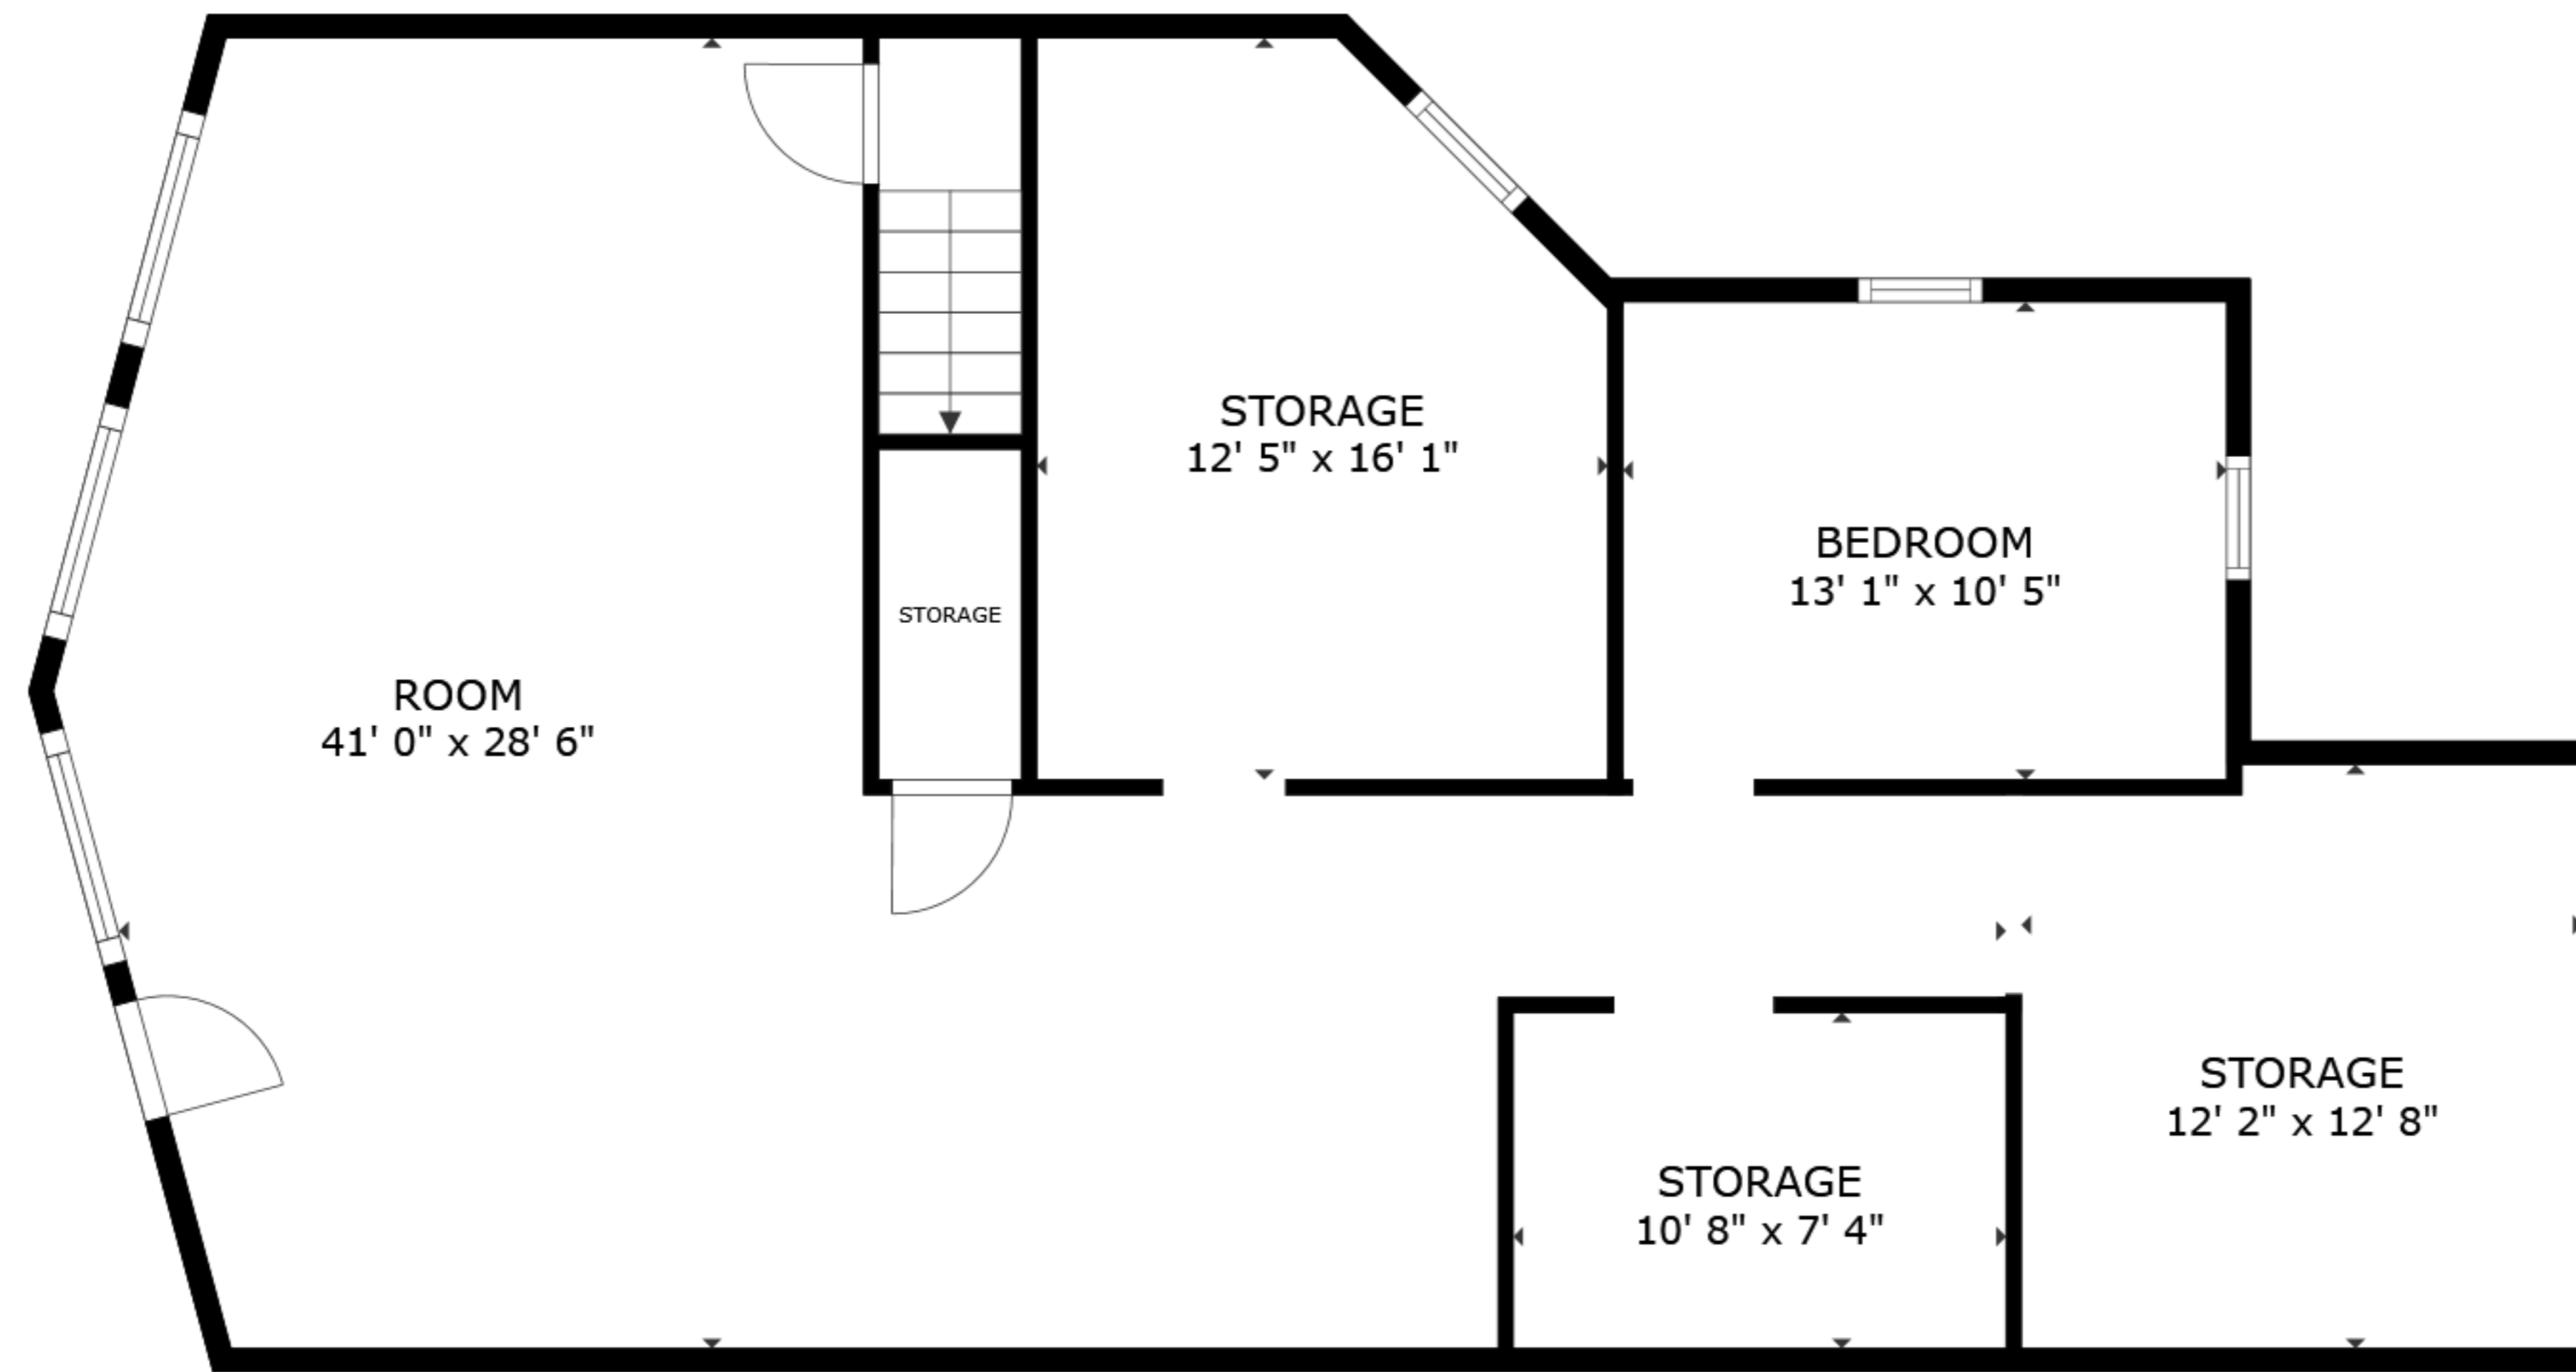 STORAGE
12' 5" x 16' 1"
BEDROOM
13' 1" x 10' 5"
STORAGE
ROOM
41' 0" x 28' 6"
STORAGE
12' 2" x 12' 8"
STORAGE
10' 8" x 7' 4"